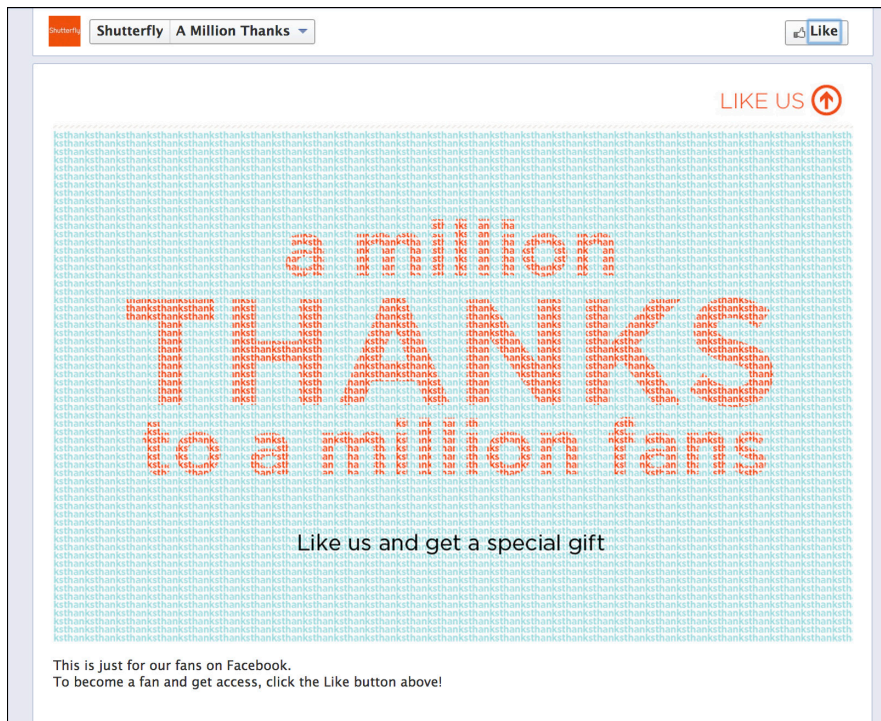 Shutterfly
Shutterfly A Million Thanks
Like
LIKE US
a million
THANKS
to a million fans
Like us and get a special gift
This is just for our fans on Facebook.
To become a fan and get access, click the Like button above!